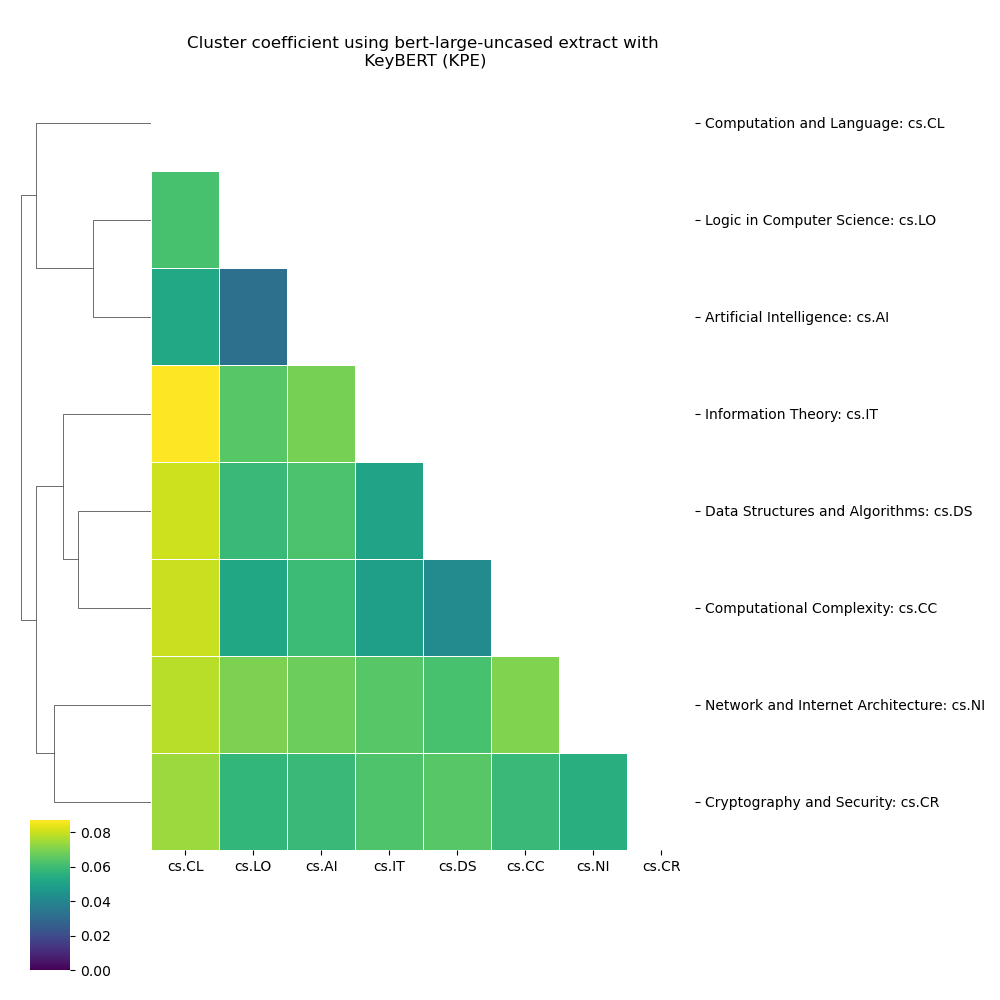 Cluster coefficient using bert-large-uncased extract with
KeyBERT (KPE)
Computation and Language: cs.CL
Logic in Computer Science: cs.LO
Artificial Intelligence: cs.AI
Information Theory: cs.IT
Data Structures and Algorithms: cs.DS
Computational Complexity: cs.CC
Network and Internet Architecture: cs.NI
Cryptography and Security: cs.CR
cs.CL cs.LO cs.AI cs.IT cs.DS cs.CC cs.NI cs.CR
0.08
0.06
0.04
0.02
0.00